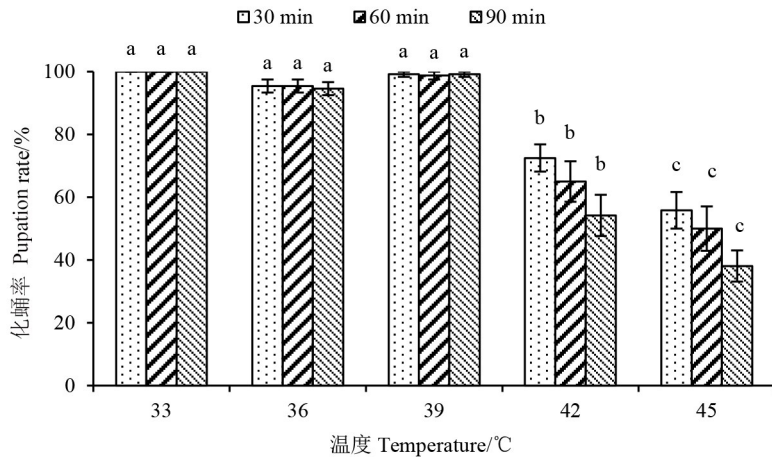 30 min 60 min 90 min
a a a a a a a a a b b b c c c
100
80
60
40
20
0
化蛹率 Pupation rate/%
33 36 39 42 45
温度 Temperature/℃